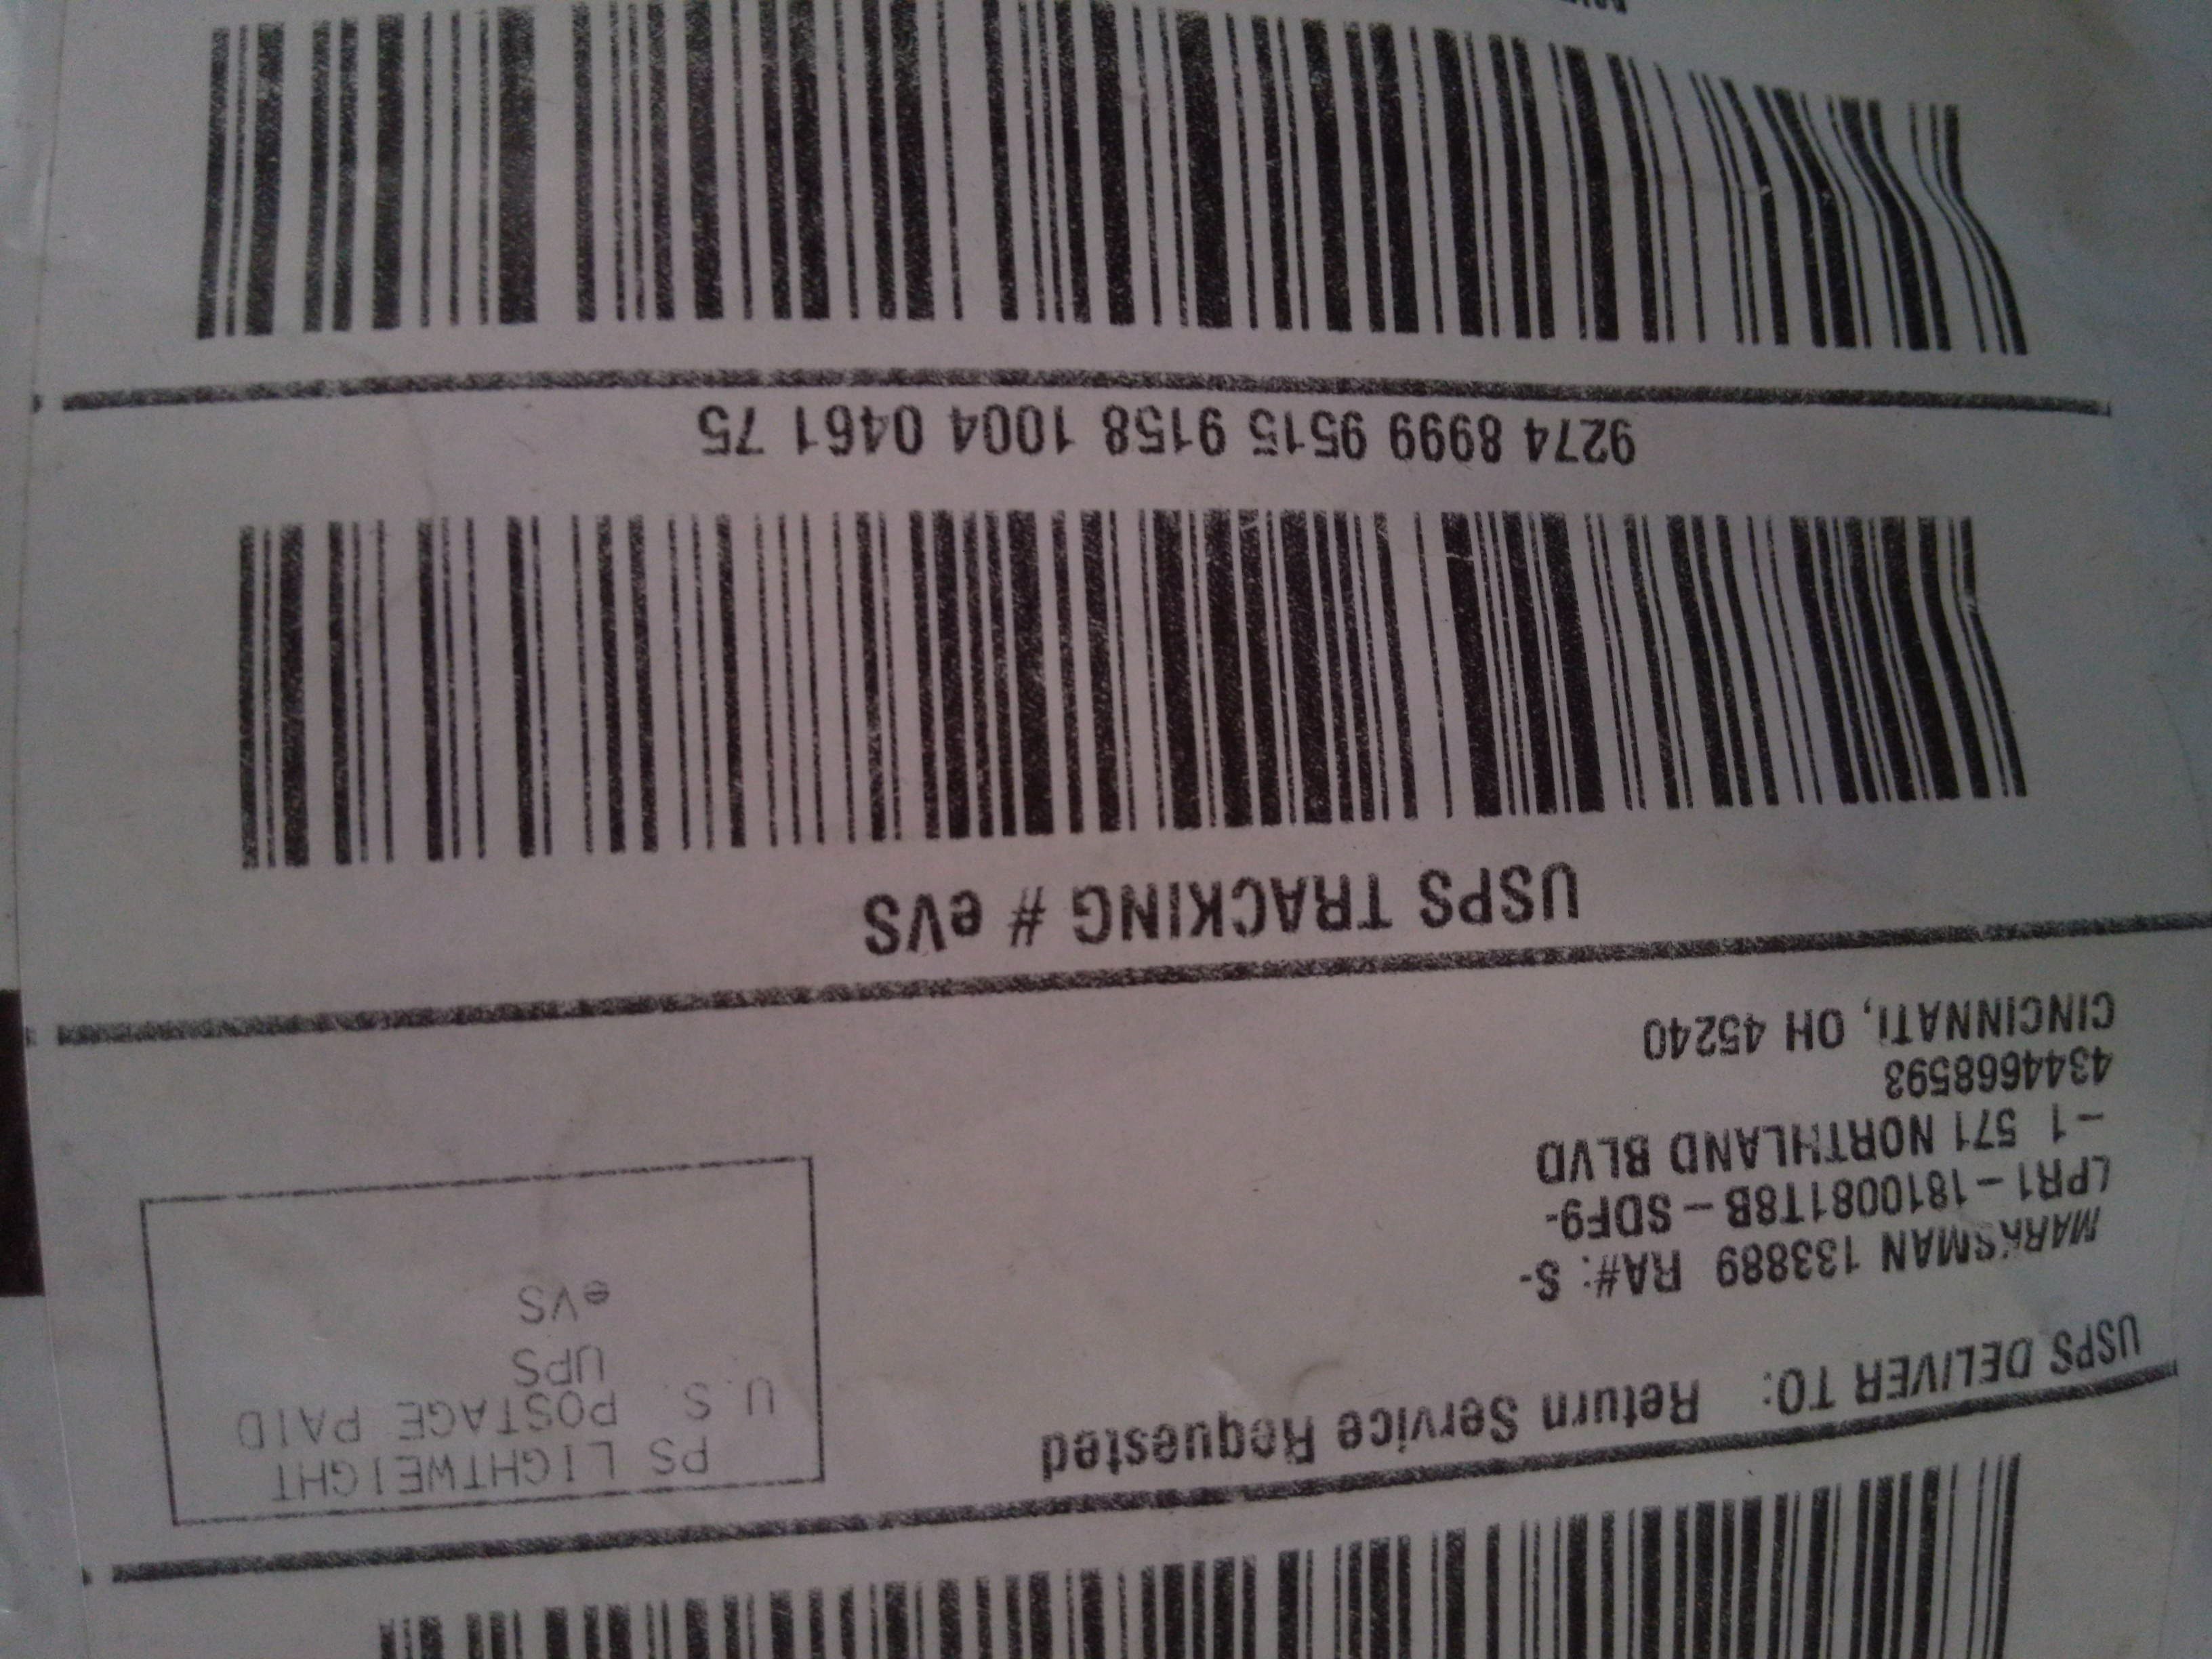 USPS DELIVER TO: Return Service Requested
MARKSMAN 133889 RA#: S-
LPR1-1810081T8B-SDF9-
-1 571 NORTHLAND BLVD
4344668593
CINCINNATI, OH 45240
PS LIGHTWEIGHT
U.S. POSTAGE PAID
UPS
eVS
USPS TRACKING # eVS
9274 8999 9515 9158 1004 0461 75